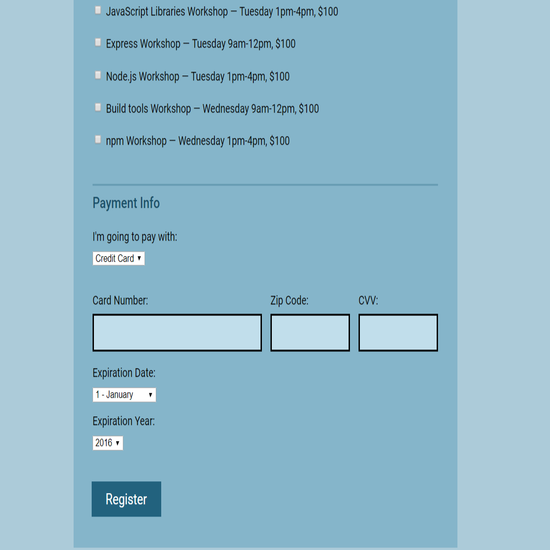 JavaScript Libraries Workshop — Tuesday 1pm-4pm, $100
Express Workshop — Tuesday 9am-12pm, $100
Node.js Workshop — Tuesday 1pm-4pm, $100
Build tools Workshop — Wednesday 9am-12pm, $100
npm Workshop — Wednesday 1pm-4pm, $100
Payment Info
I'm going to pay with:
Credit Card
Card Number: Zip Code: CVV:
Expiration Date:
1 - January
Expiration Year:
2016
Register